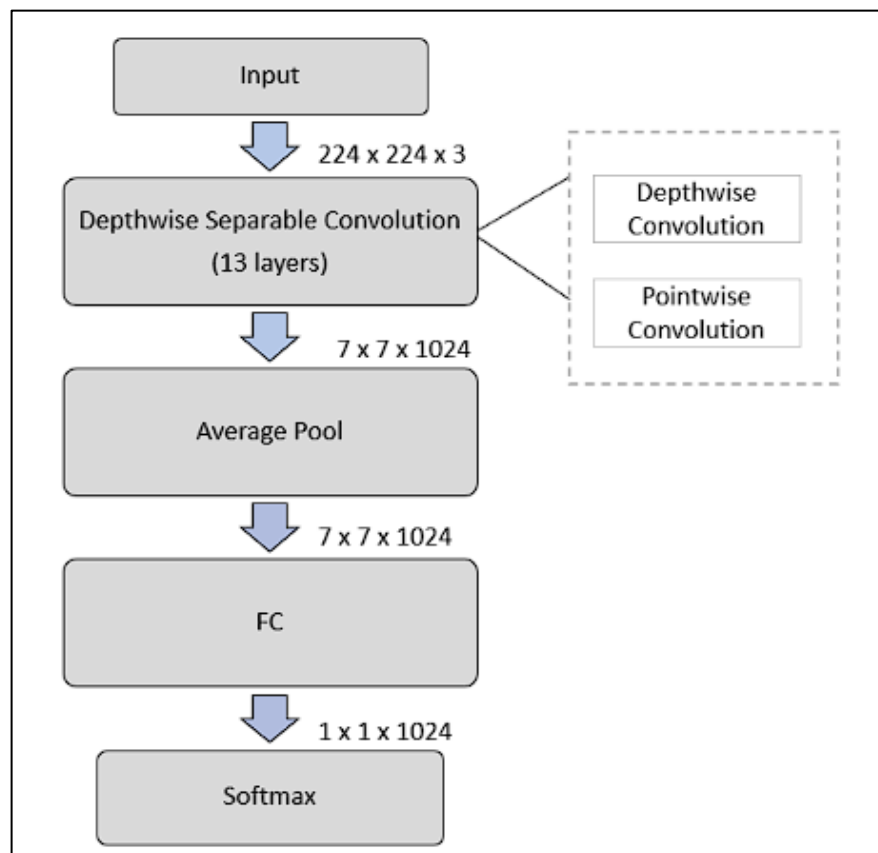 Input
224 x 224 x 3
Depthwise Separable Convolution
(13 layers)
Depthwise
Convolution
Pointwise
Convolution
7 x 7 x 1024
Average Pool
7 x 7 x 1024
FC
1 x 1 x 1024
Softmax